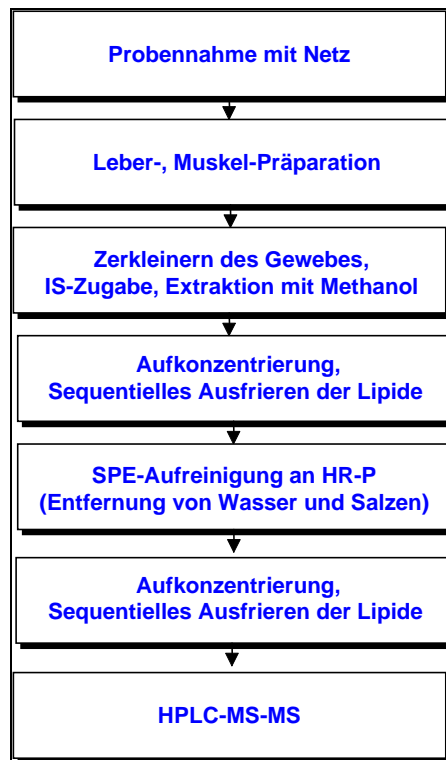 Probennahme mit Netz
Leber-, Muskel-Präparation
Zerkleinern des Gewebes,
IS-Zugabe, Extraktion mit Methanol
Aufkonzentrierung,
Sequentielles Ausfrieren der Lipide
SPE-Aufreinigung an HR-P
(Entfernung von Wasser und Salzen)
Aufkonzentrierung,
Sequentielles Ausfrieren der Lipide
HPLC-MS-MS